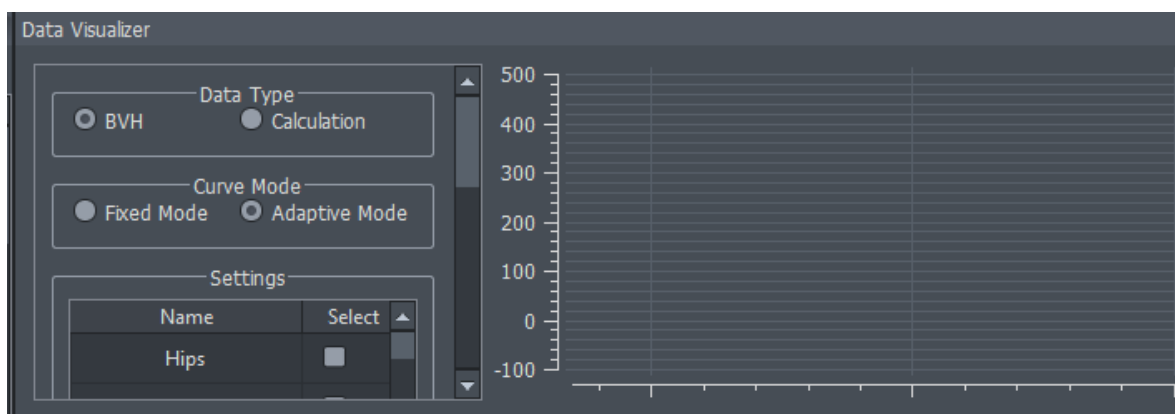 Data Visualizer
Data Type
BVH Calculation
Curve Mode
Fixed Mode Adaptive Mode
Settings
Name Select
Hips
500
400
300
200
100
0
-100